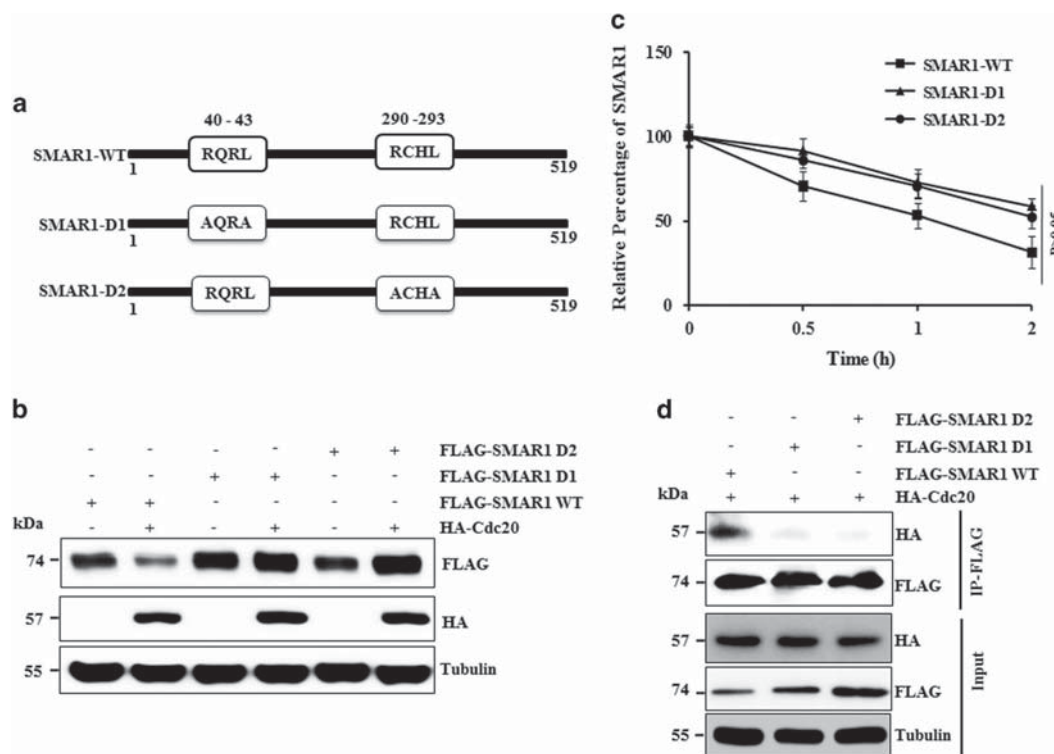 a
40 - 43 290 -293
SMAR1-WT RQRL RCHL
1 519
SMAR1-D1 AQRA RCHL
1 519
SMAR1-D2 RQRL ACHA
1 519
c
Relative Percentage of SMAR1
150
100
50
0
0 0.5 1 2
Time (h)
SMAR1-WT
SMAR1-D1
SMAR1-D2
b
- - - - + + FLAG-SMAR1 D2
- - + + - - FLAG-SMAR1 D1
+ + - - - - FLAG-SMAR1 WT
- + - + - + HA-Cdc20
kDa
74 FLAG
57 HA
55 Tubulin
d
- - + FLAG-SMAR1 D2
- + - FLAG-SMAR1 D1
+ - - FLAG-SMAR1 WT
+ + + HA-Cdc20
kDa
57 HA
74 FLAG
IP-FLAG
57 HA
74 FLAG
55 Tubulin
Input